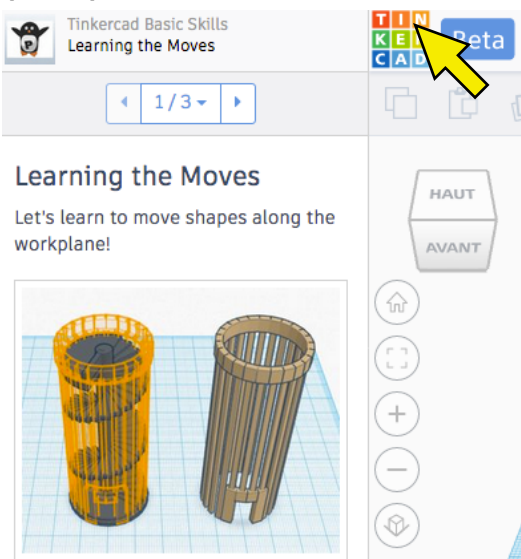 Tinkercad Basic Skills
Learning the Moves
TIN
KEN
CAD
Beta
1/3
Learning the Moves
Let's learn to move shapes along the
workplane!
HAUT
AVANT